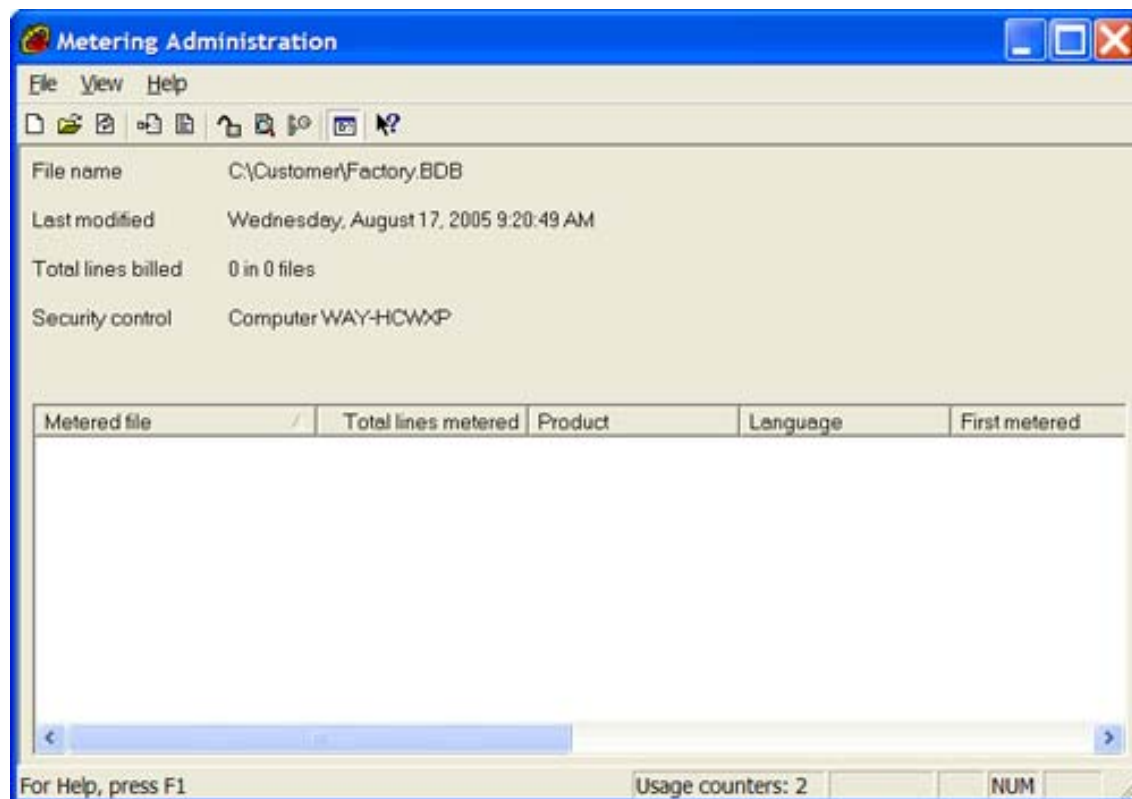 Metering Administration
File View Help
File name C:\Customer\Factory.BDB
Last modified Wednesday, August 17, 2005 9:20:49 AM
Total lines billed 0 in 0 files
Security control Computer WAY-HCWXP
Metered file Total lines metered Product Language First metered
For Help, press F1 Usage counters: 2 NUM